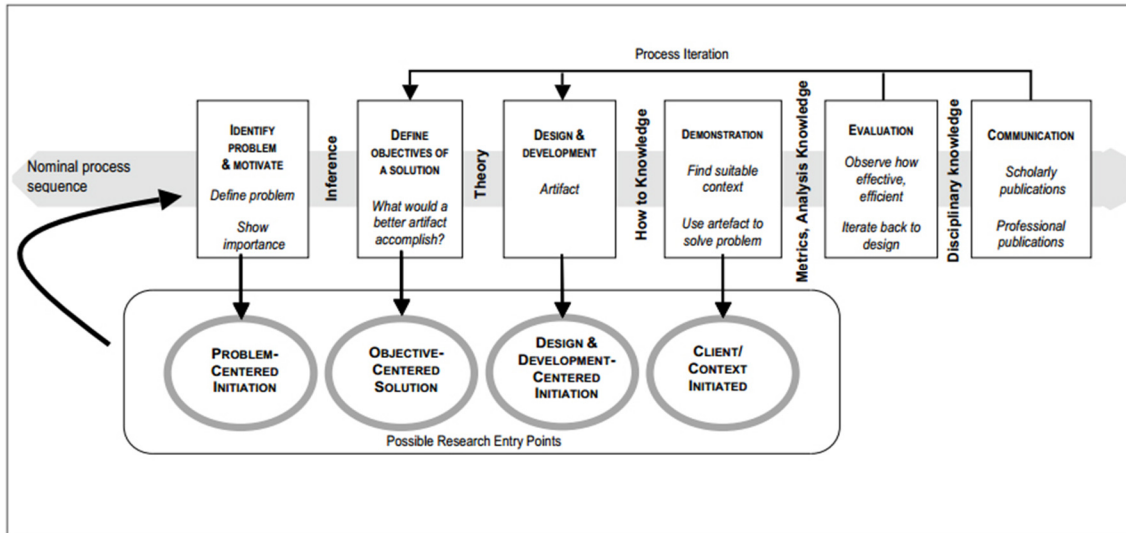 Process Iteration
Nominal process
sequence
IDENTIFY
PROBLEM
& MOTIVATE
Define problem
Show
importance
Inference
DEFINE
OBJECTIVES OF
A SOLUTION
What would a
better artifact
accomplish?
Theory
DESIGN &
DEVELOPMENT
Artifact
How to Knowledge
DEMONSTRATION
Find suitable
context
Use artefact to
solve problem
Metrics, Analysis Knowledge
EVALUATION
Observe how
effective,
efficient
Iterate back to
design
Disciplinary knowledge
COMMUNICATION
Scholarly
publications
Professional
publications
PROBLEM-
CENTERED
INITIATION
OBJECTIVE-
CENTERED
SOLUTION
DESIGN &
DEVELOPMENT-
CENTERED
INITIATION
CLIENT/
CONTEXT
INITIATED
Possible Research Entry Points